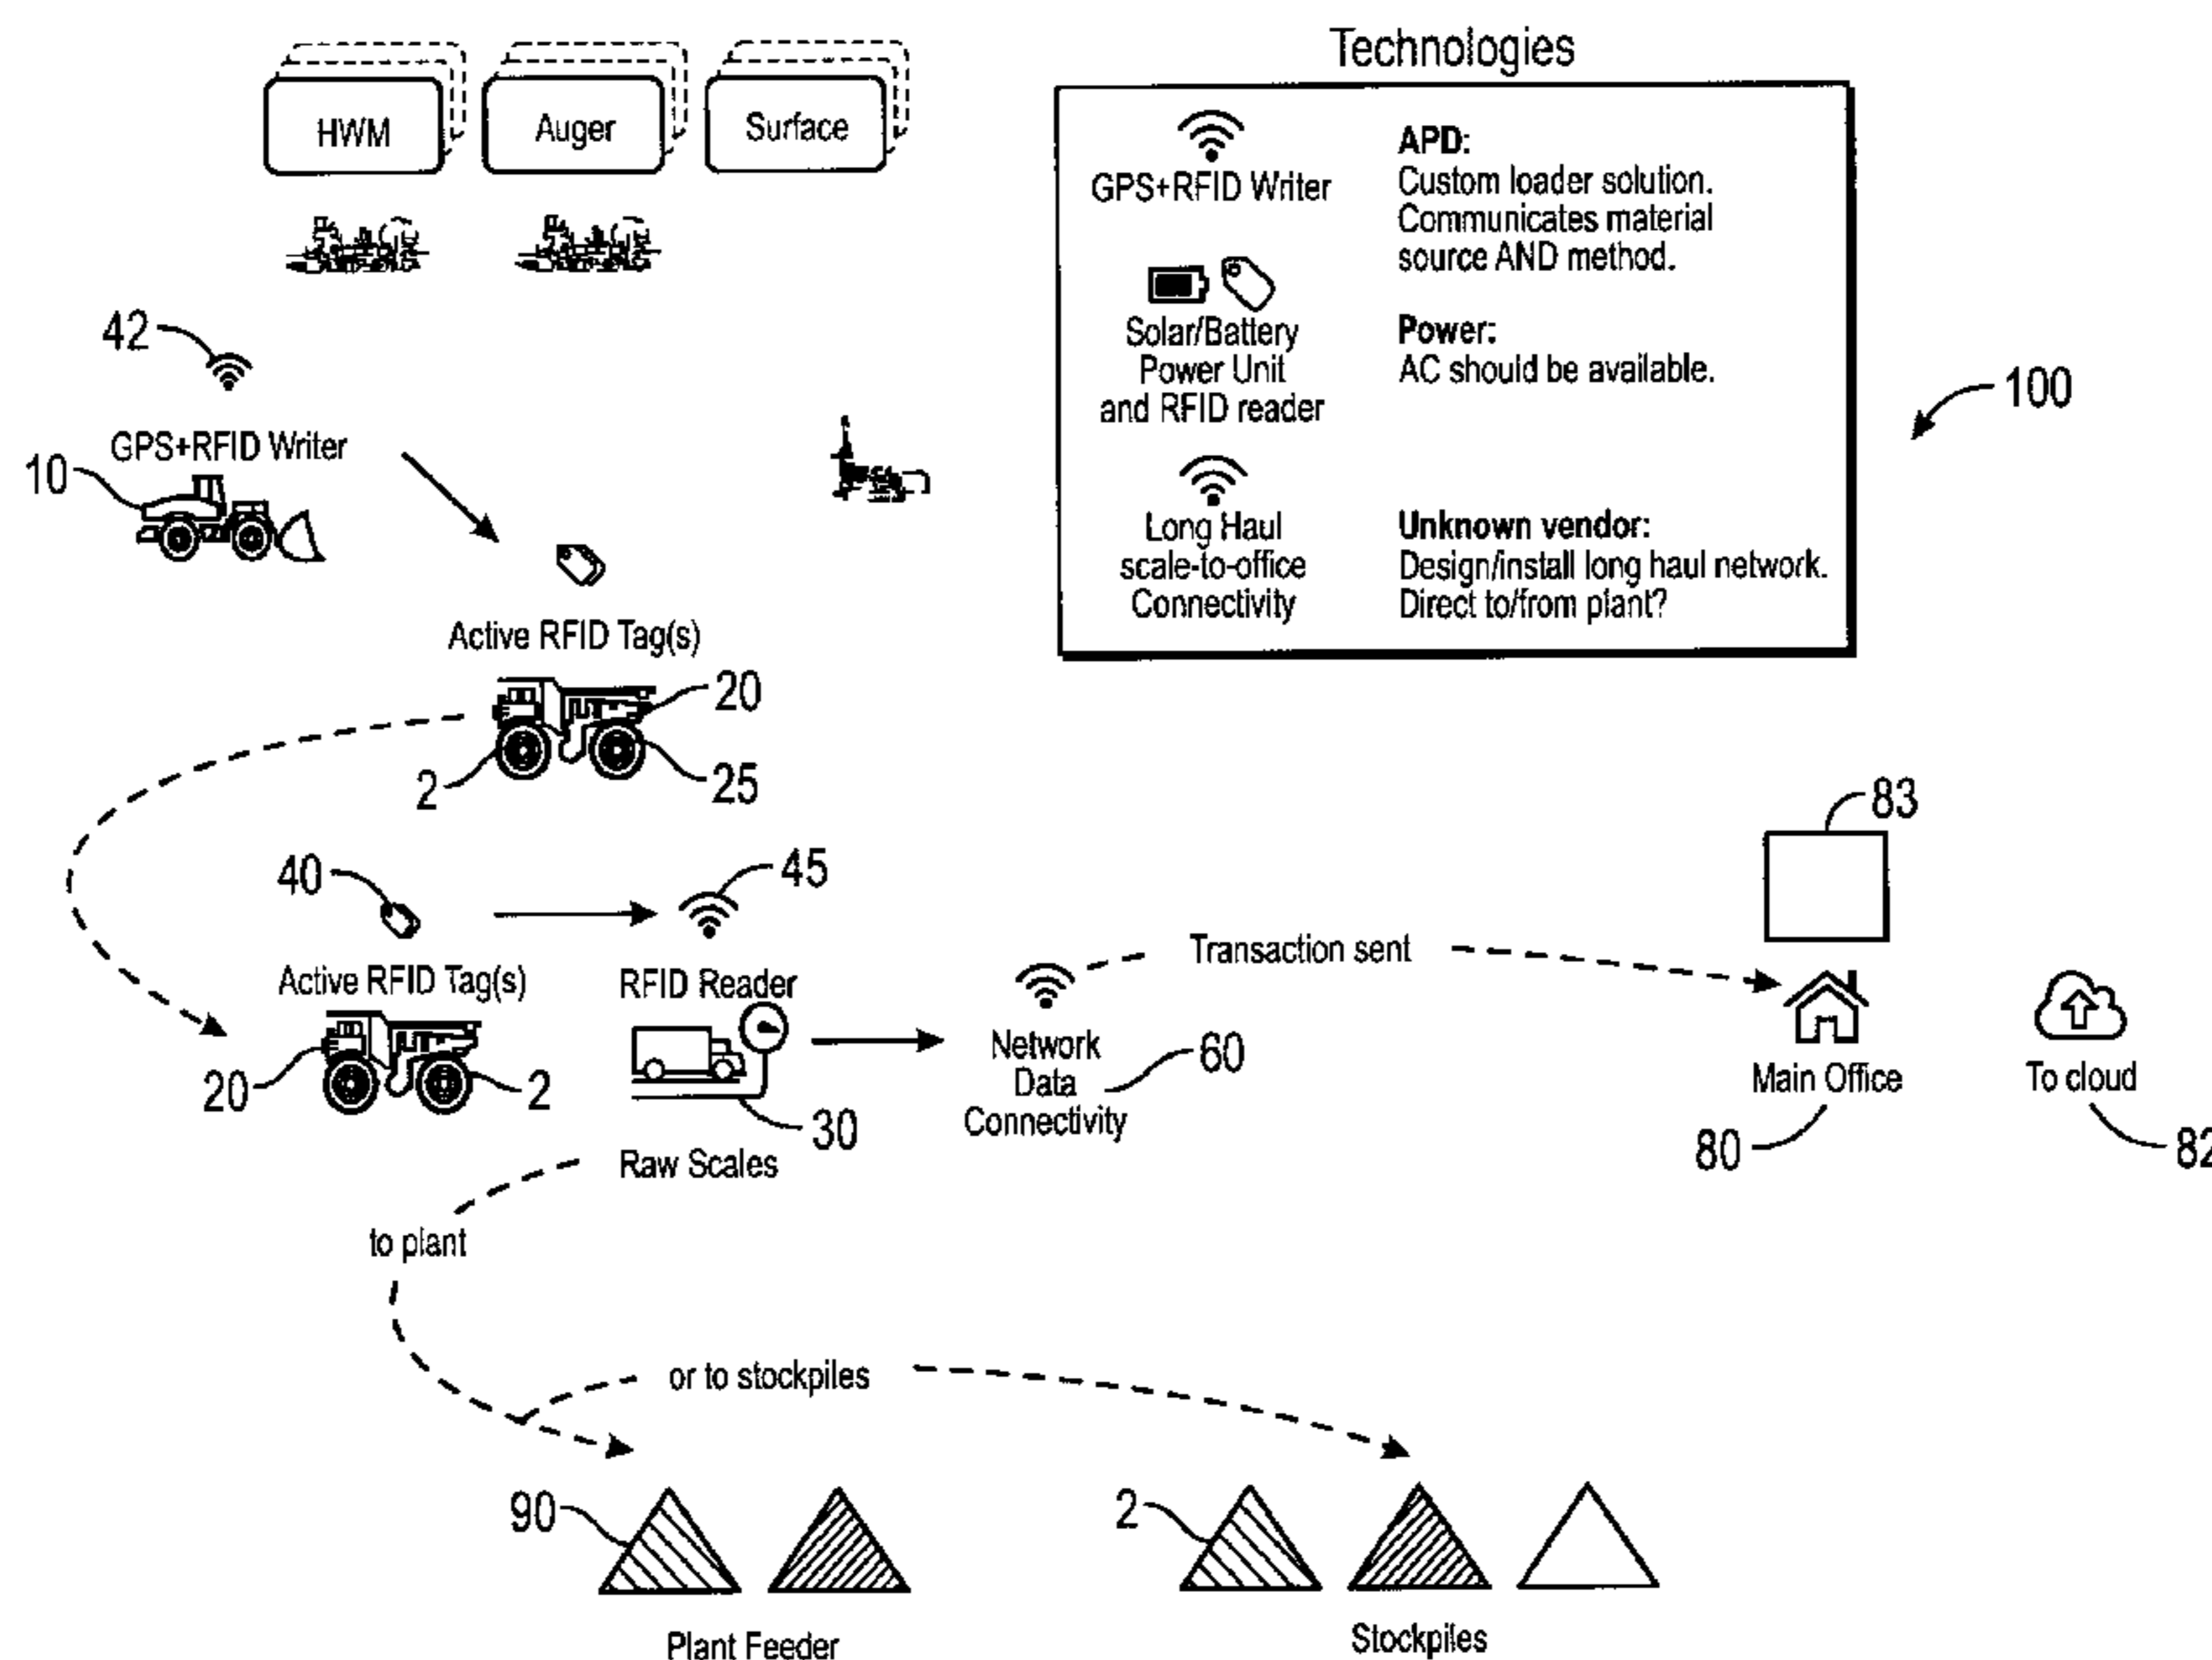 Technologies
HWM
Auger
Surface
GPS+RFID Writer
APD:
Custom loader solution.
Communicates material
source AND method.
Solar/Battery
Power Unit
and RFID reader
Power:
AC should be available.
Long Haul
scale-to-office
Connectivity
Unknown vendor:
Design/install long haul network.
Direct to/from plant?
100
42
GPS+RFID Writer
10
Active RFID Tag(s)
20
2
25
83
40
45
Active RFID Tag(s)
RFID Reader
Transaction sent
Network
Data
Connectivity
60
Main Office
To cloud
20
2
30
80
82
Raw Scales
to plant
or to stockpiles
90
2
Plant Feeder
Stockpiles